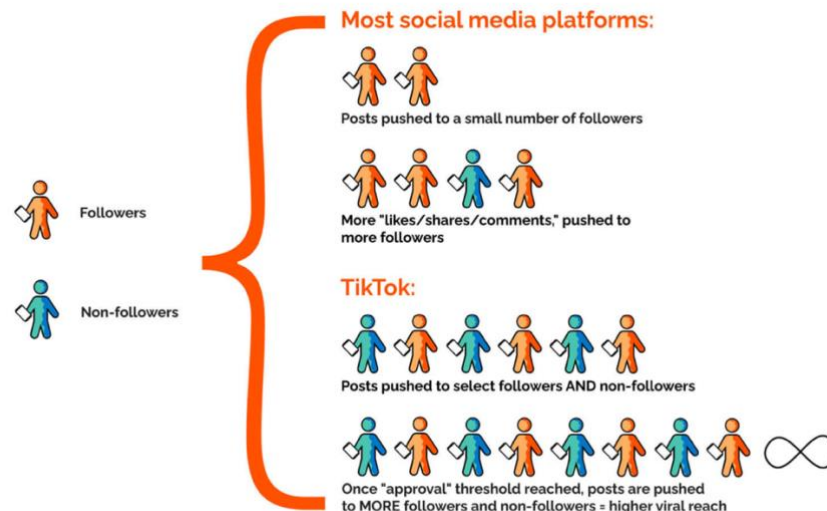 Most social media platforms:
Posts pushed to a small number of followers
Followers
More "likes/shares/comments," pushed to
more followers
Non-followers
TikTok:
Posts pushed to select followers AND non-followers
Once "approval" threshold reached, posts are pushed
to MORE followers and non-followers = higher viral reach